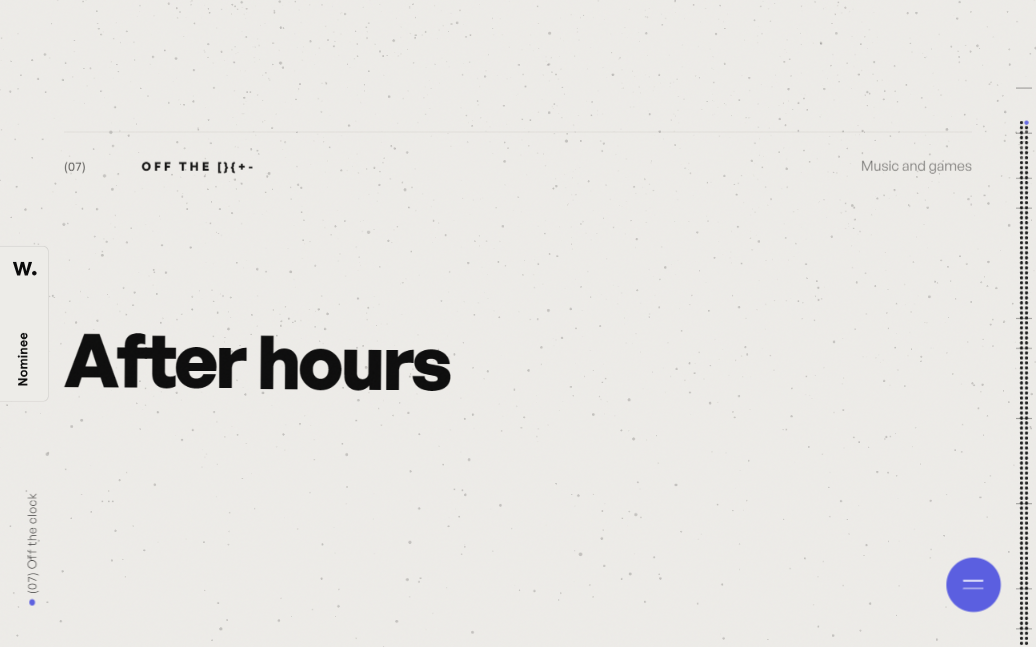 (07)
OFF THE [}{+-
Music and games
W.
Nominee
After hours
(07) Off the clock